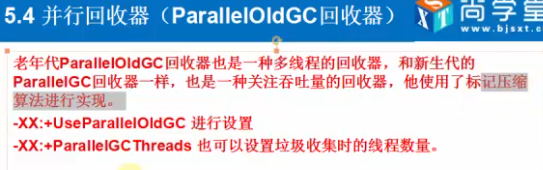 5.4 并行回收器（ParallelOldGC回收器）
尚学堂
www.bjsxt.com
老年代ParallelOldGC回收器也是一种多线程的回收器，和新生代的
ParallelGC回收器一样，也是一种关注吞吐量的回收器，他使用了标记压缩
算法进行实现。
-XX:+UseParallelOldGC 进行设置
-XX:+ParallelGCThreads 也可以设置垃圾收集时的线程数量。